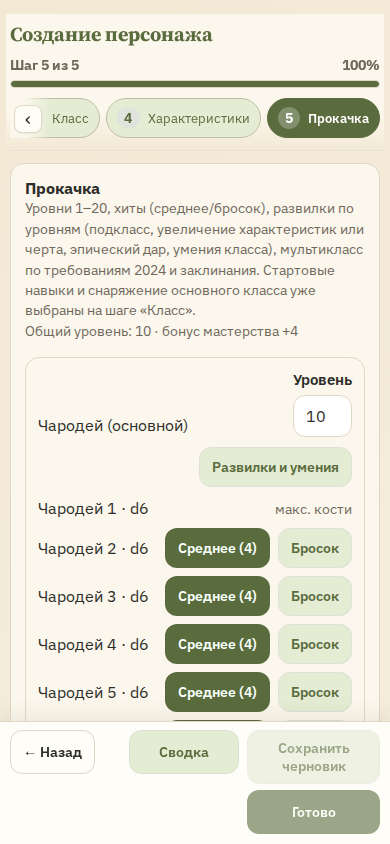 Создание персонажа
Шаг 5 из 5 100%
‹ Класс 4 Характеристики 5 Прокачка
Прокачка
Уровни 1–20, хиты (среднее/бросок), развилки по
уровням (подкласс, увеличение характеристик или
черта, эпический дар, умения класса), мультикласс
по требованиям 2024 и заклинания. Стартовые
навыки и снаряжение основного класса уже
выбраны на шаге «Класс».
Общий уровень: 10 · бонус мастерства +4
Уровень
Чародей (основной) 10
Развилки и умения
Чародей 1 · d6 макс. кости
Чародей 2 · d6 Среднее (4) Бросок
Чародей 3 · d6 Среднее (4) Бросок
Чародей 4 · d6 Среднее (4) Бросок
Чародей 5 · d6 Среднее (4) Бросок
← Назад Сводка Сохранить
черновик
Готово